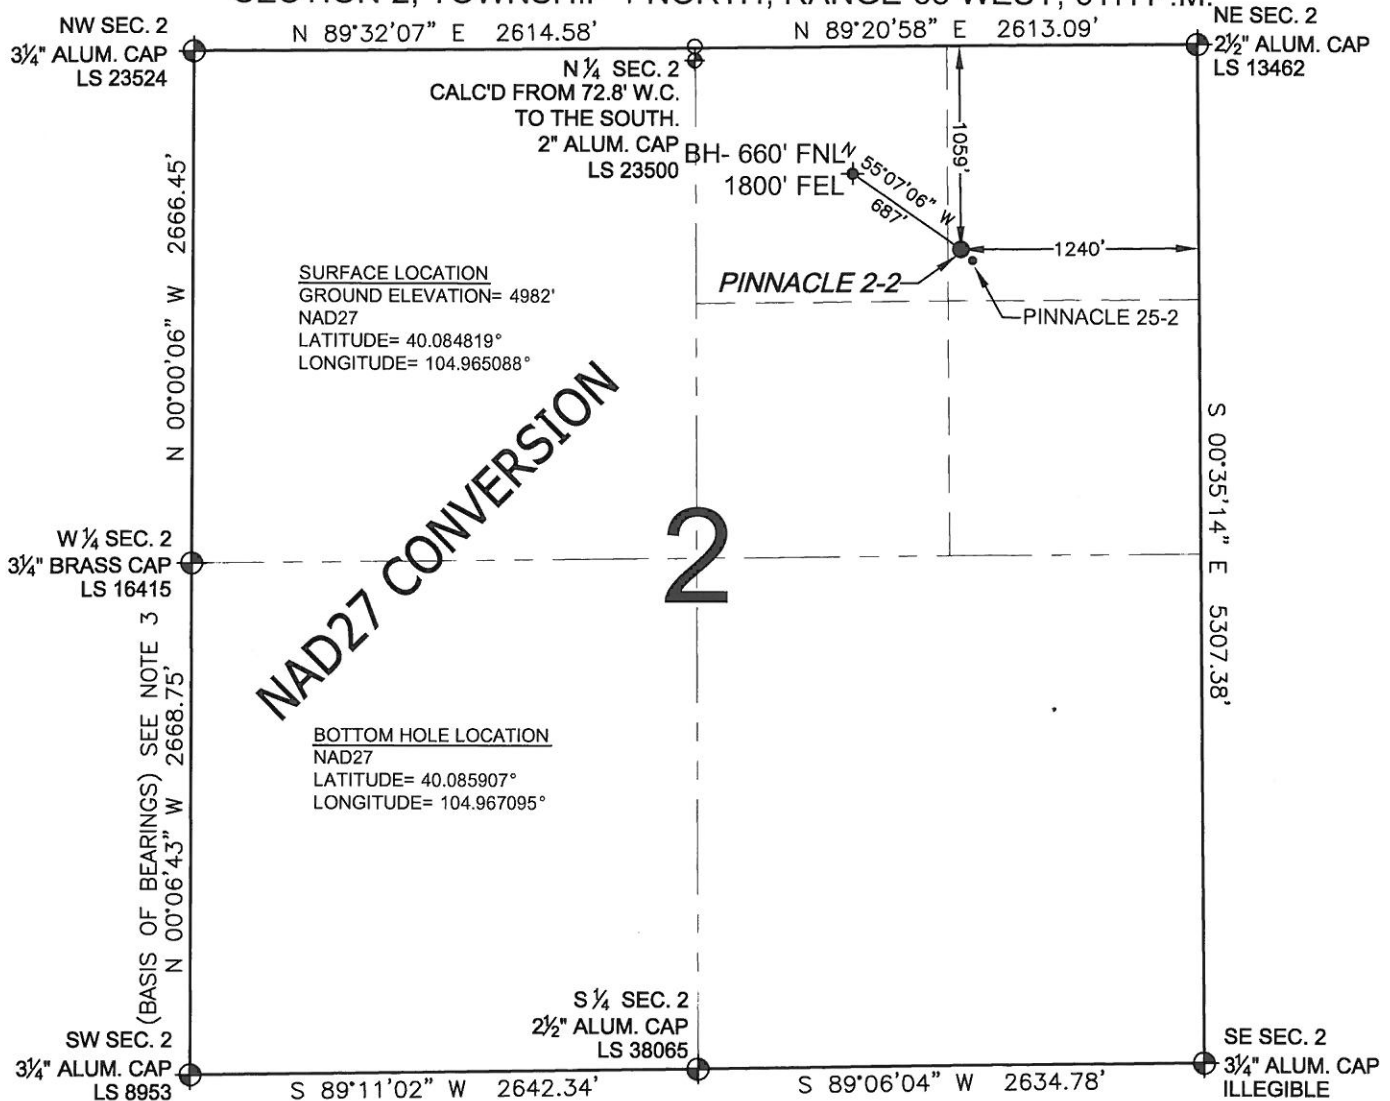 NORTH, RANGE
WEST,
NW SEC. 2
3¼" ALUM. CAP
LS 23524
N 89°32'07" E 2614.58'
N 89°20'58" E 2613.09'
NE SEC. 2
2½" ALUM. CAP
LS 13462
N ¼ SEC. 2
CALC'D FROM 72.8' W.C.
TO THE SOUTH.
2" ALUM. CAP
LS 23500
BH- 660' FNL
1800' FEL
N 55°07'06" W
687'
1059'
1240'
PINNACLE 2-2
PINNACLE 25-2
N 00°00'06" W 2666.45'
SURFACE LOCATION
GROUND ELEVATION= 4982'
NAD27
LATITUDE= 40.084819°
LONGITUDE= 104.965088°
NAD27 CONVERSION
2
S 00°35'14" E 5307.38'
W ¼ SEC. 2
3¼" BRASS CAP
LS 16415
(BASIS OF BEARINGS) SEE NOTE 3
N 00°06'43" W 2668.75'
BOTTOM HOLE LOCATION
NAD27
LATITUDE= 40.085907°
LONGITUDE= 104.967095°
SW SEC. 2
3¼" ALUM. CAP
LS 8953
S 89°11'02" W 2642.34'
S ¼ SEC. 2
2½" ALUM. CAP
LS 38065
S 89°06'04" W 2634.78'
SE SEC. 2
3¼" ALUM. CAP
ILLEGIBLE